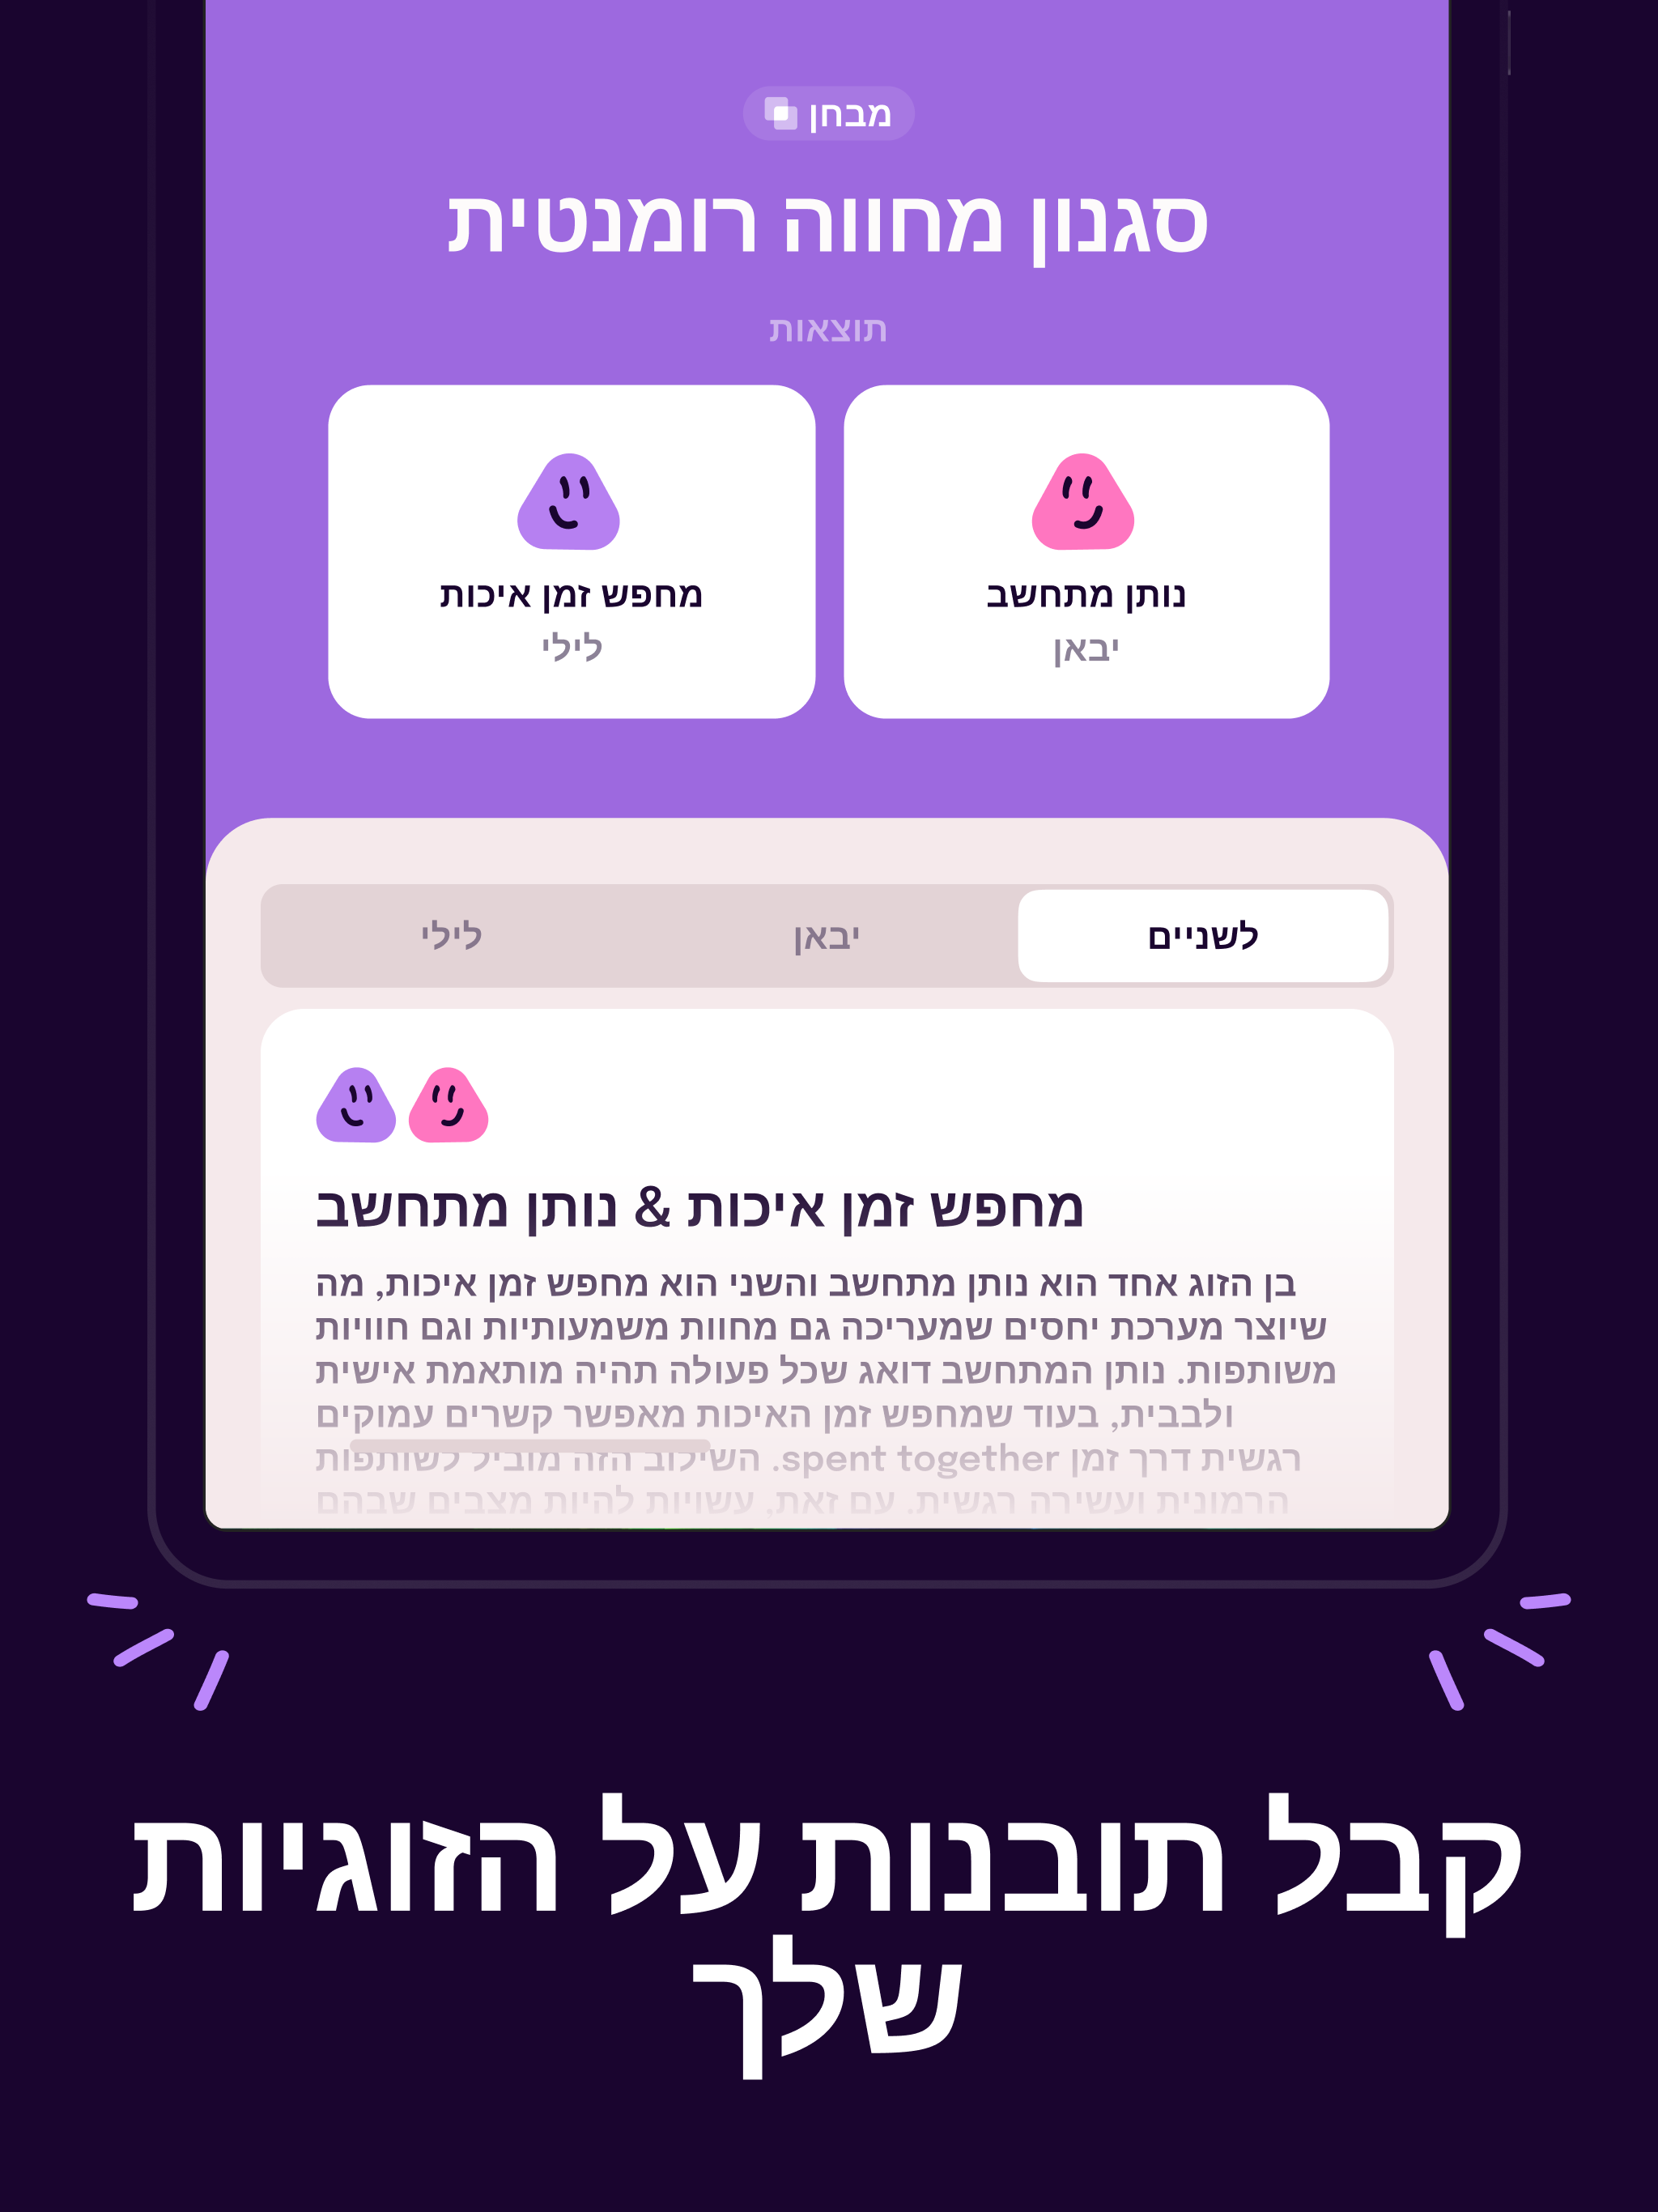 מבחן
סגנון מחווה רומנטית
תוצאות
נותן מתחשב
יבאן
מחפש זמן איכות
לילי
לשניים
יבאן
לילי
מחפש זמן איכות & נותן מתחשב
בן הזוג אחד הוא נותן מתחשב והשני הוא מחפש זמן איכות, מה
שיוצר מערכת יחסים שמעריכה גם מחוות משמעותיות וגם חוויות
משותפות. נותן המתחשב דואג שכל פעולה תהיה מותאמת אישית
ולבבית, בעוד שמחפש זמן האיכות מאפשר קשרים עמוקים
רגשית דרך זמן spent together. השילוב הזה מוביל לשותפות
הרמונית ועשירה רגשית. עם זאת, עשויות להיות מצבים שבהם
קבל תובנות על הזוגיות
שלך